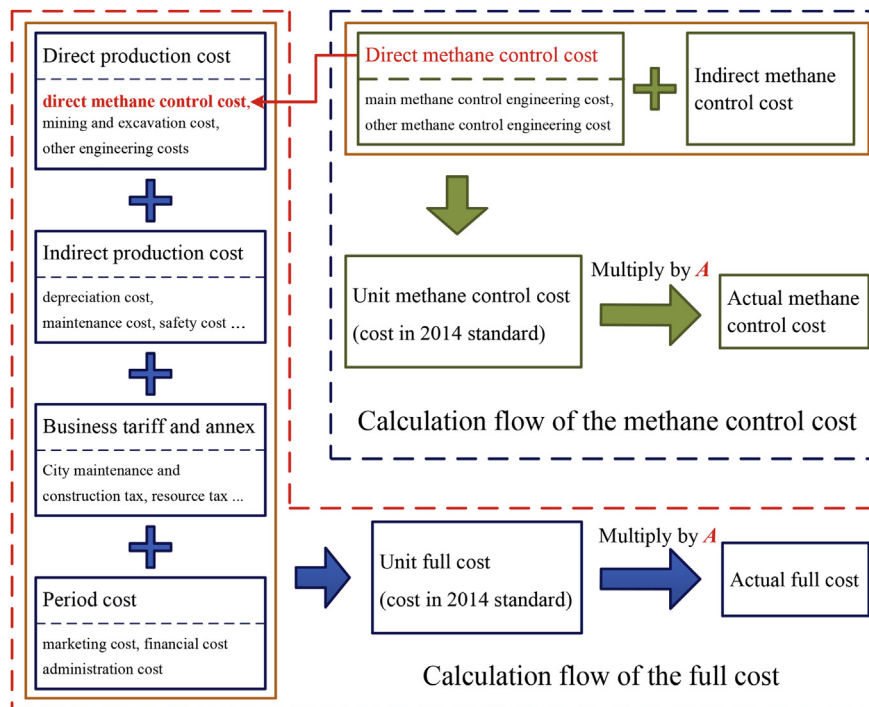 Direct production cost
direct methane control cost,
mining and excavation cost,
other engineering costs
Indirect production cost
depreciation cost,
maintenance cost, safety cost ...
Business tariff and annex
City maintenance and
construction tax, resource tax ...
Period cost
marketing cost, financial cost
administration cost
Direct methane control cost
main methane control engineering cost,
other methane control engineering cost
Indirect methane
control cost
Unit methane control cost
(cost in 2014 standard)
Multiply by A
Actual methane
control cost
Calculation flow of the methane control cost
Unit full cost
(cost in 2014 standard)
Multiply by A
Actual full cost
Calculation flow of the full cost